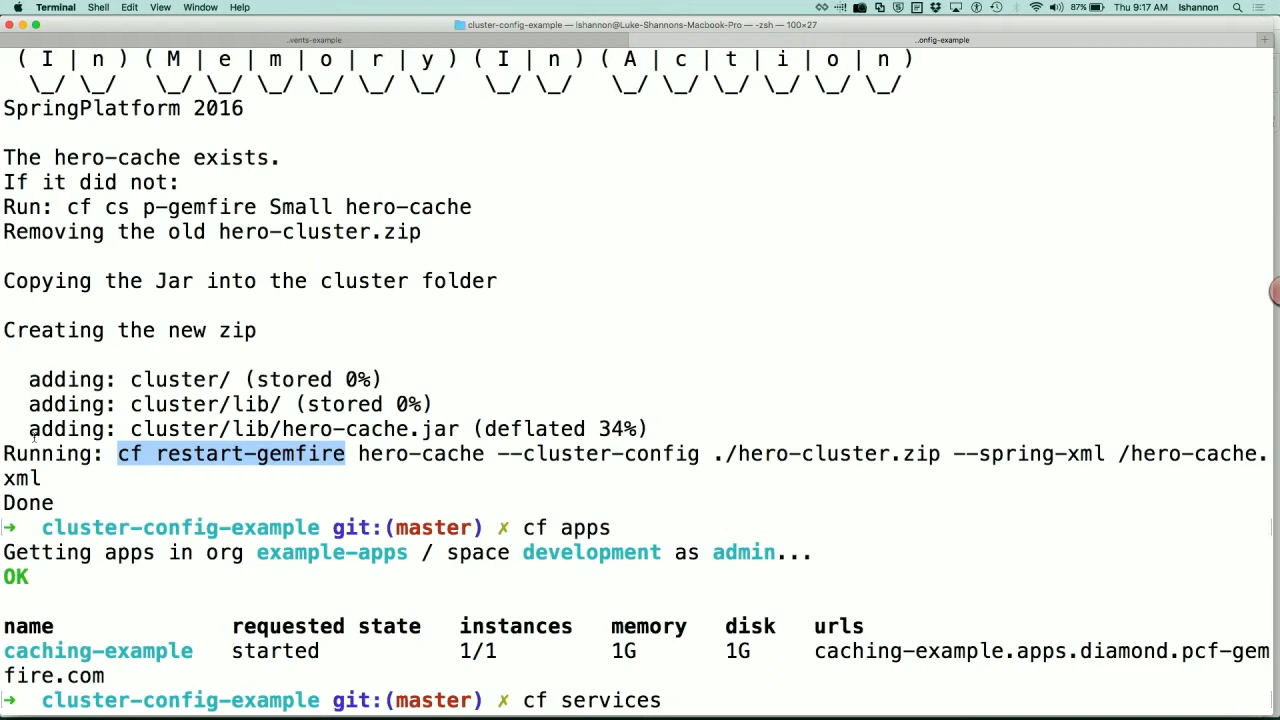 Terminal Shell Edit View Window Help 87% Thu 9:17 AM lshannon
cluster-config-example — lshannon@Luke-Shannons-Macbook-Pro — -zsh — 100×27
..vents-example ..onfig-example
( I | n ) ( M | e | m | o | r | y ) ( I | n ) ( A | c | t | i | o | n )
\_/ \_/ \_/ \_/ \_/ \_/ \_/ \_/ \_/ \_/ \_/ \_/ \_/ \_/ \_/ \_/
SpringPlatform 2016
The hero-cache exists.
If it did not:
Run: cf cs p-gemfire Small hero-cache
Removing the old hero-cluster.zip
Copying the Jar into the cluster folder
Creating the new zip
adding: cluster/ (stored 0%)
adding: cluster/lib/ (stored 0%)
adding: cluster/lib/hero-cache.jar (deflated 34%)
Running: cf restart-gemfire hero-cache --cluster-config ./hero-cluster.zip --spring-xml /hero-cache.
xml
Done
➜ cluster-config-example git:(master) ✗ cf apps
Getting apps in org example-apps / space development as admin...
OK
name requested state instances memory disk urls
caching-example started 1/1 1G 1G caching-example.apps.diamond.pcf-gem
fire.com
➜ cluster-config-example git:(master) ✗ cf services